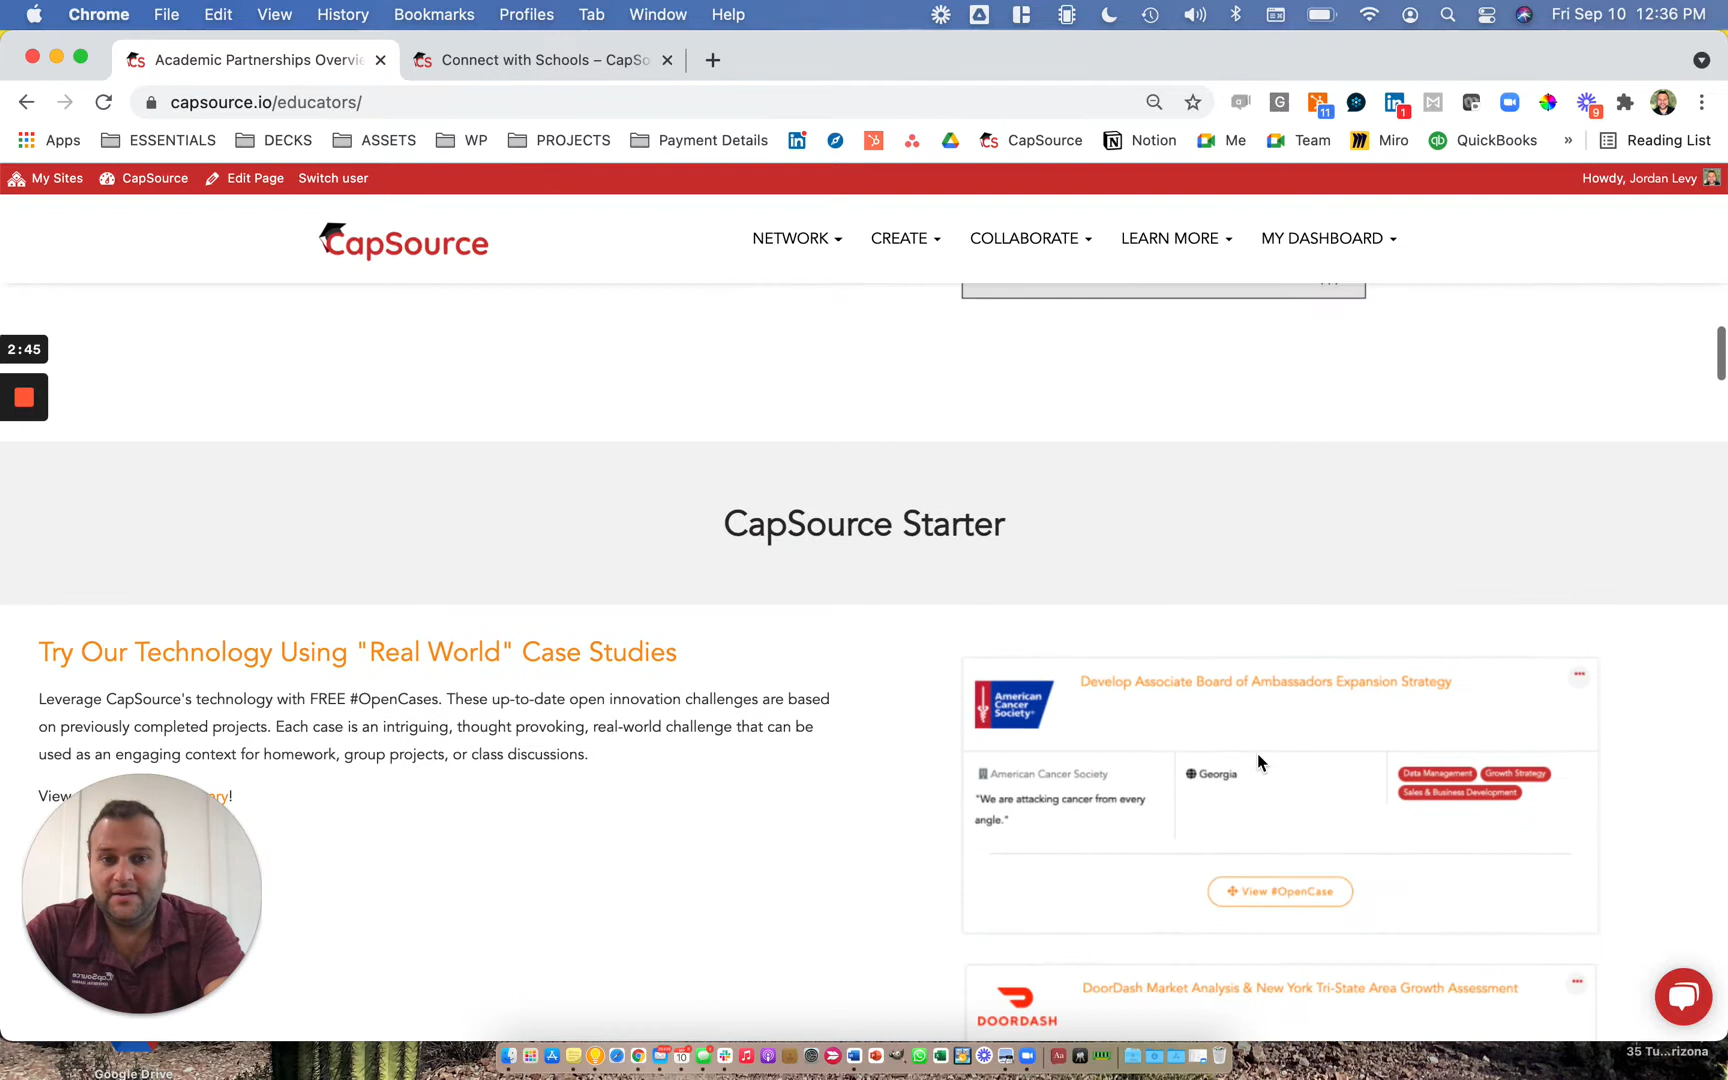 Chrome File Edit View History Bookmarks Profiles Tab Window Help Fri Sep 10 12:36 PM
Academic Partnerships Overvie Connect with Schools – CapSo
capsource.io/educators/
11 1 9
Apps ESSENTIALS DECKS ASSETS WP PROJECTS Payment Details CapSource Notion Me Team Miro QuickBooks » Reading List
My Sites CapSource Edit Page Switch user Howdy, Jordan Levy
CapSource NETWORK CREATE COLLABORATE LEARN MORE MY DASHBOARD
2:45
CapSource Starter
Try Our Technology Using "Real World" Case Studies
Leverage CapSource's technology with FREE #OpenCases. These up-to-date open innovation challenges are based
on previously completed projects. Each case is an intriguing, thought provoking, real-world challenge that can be
used as an engaging context for homework, group projects, or class discussions.
View ry!
American Cancer Society®
Develop Associate Board of Ambassadors Expansion Strategy
American Cancer Society
"We are attacking cancer from every
angle."
Georgia
Data Management Growth Strategy
Sales & Business Development
View #OpenCase
DOORDASH
DoorDash Market Analysis & New York Tri-State Area Growth Assessment
Google Drive
35 Tu...rizona